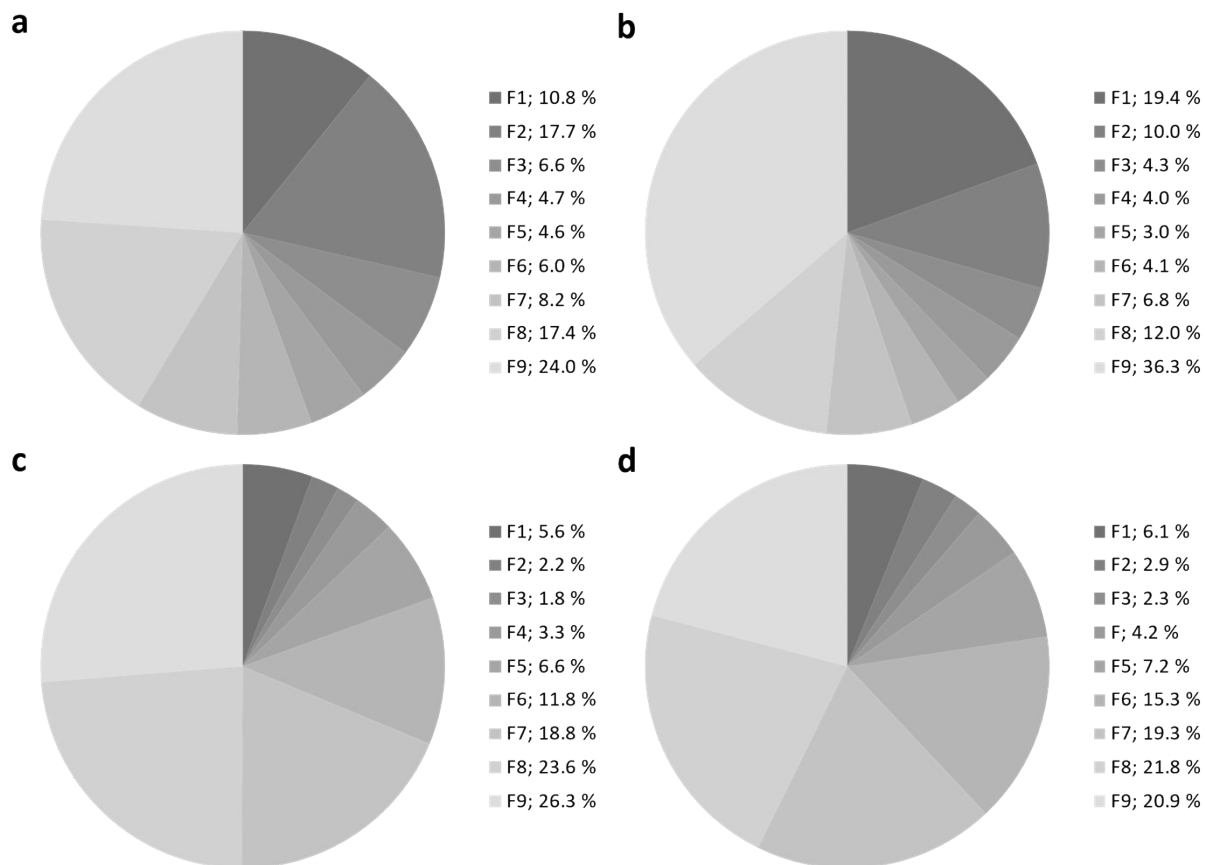 a
F1; 10.8 %
F2; 17.7 %
F3; 6.6 %
F4; 4.7 %
F5; 4.6 %
F6; 6.0 %
F7; 8.2 %
F8; 17.4 %
F9; 24.0 %
b
F1; 19.4 %
F2; 10.0 %
F3; 4.3 %
F4; 4.0 %
F5; 3.0 %
F6; 4.1 %
F7; 6.8 %
F8; 12.0 %
F9; 36.3 %
c
F1; 5.6 %
F2; 2.2 %
F3; 1.8 %
F4; 3.3 %
F5; 6.6 %
F6; 11.8 %
F7; 18.8 %
F8; 23.6 %
F9; 26.3 %
d
F1; 6.1 %
F2; 2.9 %
F3; 2.3 %
F; 4.2 %
F5; 7.2 %
F6; 15.3 %
F7; 19.3 %
F8; 21.8 %
F9; 20.9 %